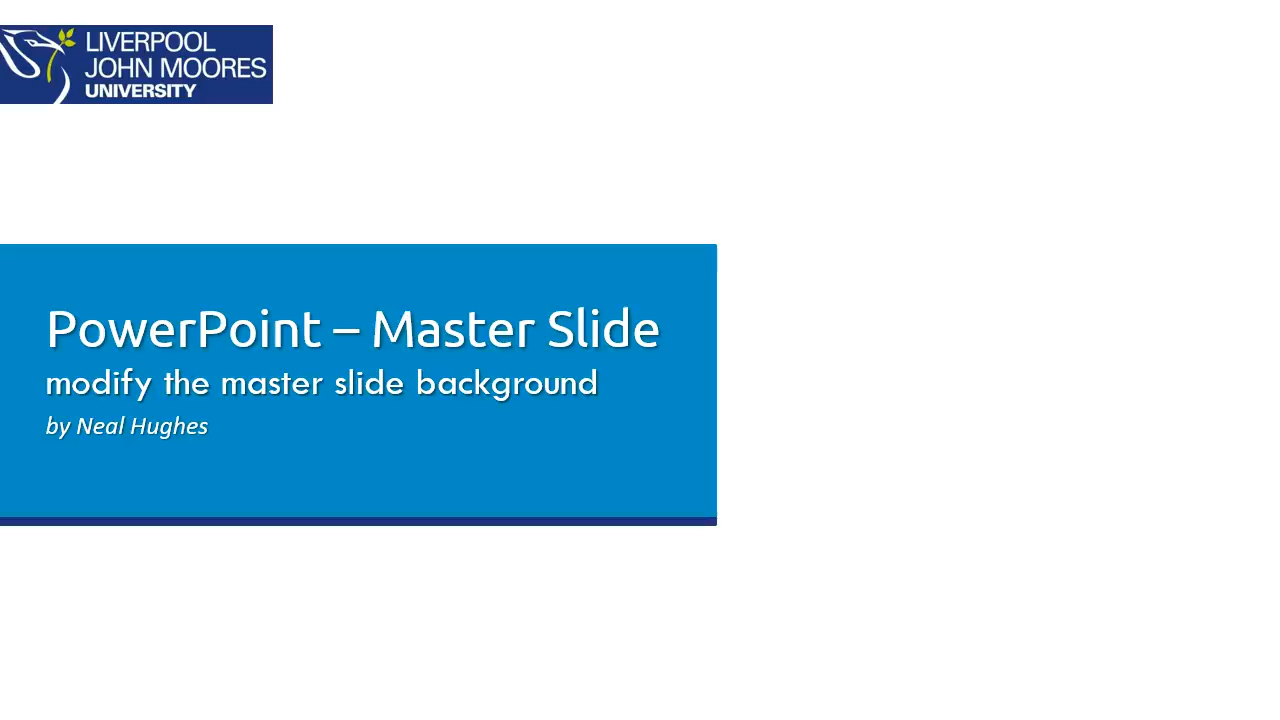 LIVERPOOL
JOHN MOORES
UNIVERSITY
PowerPoint – Master Slide
modify the master slide background
by Neal Hughes